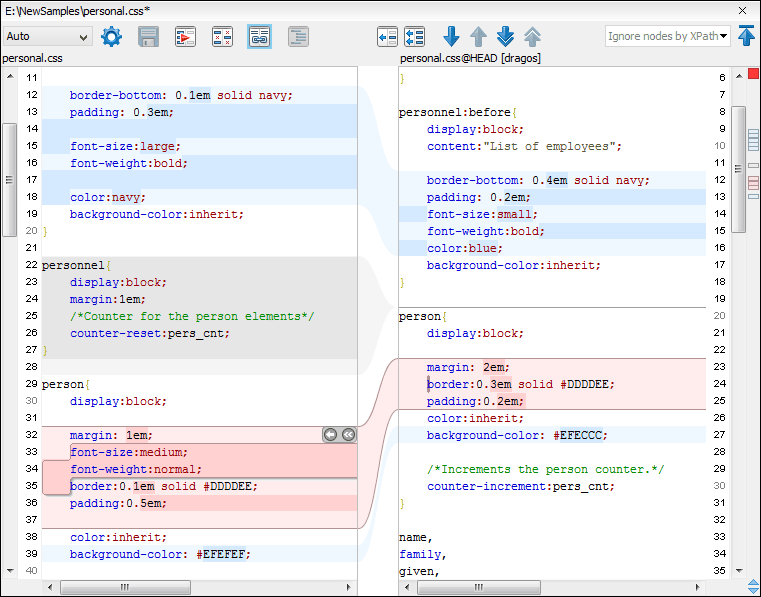 E:\NewSamples\personal.css*
Auto
Ignore nodes by XPath
personal.css
personal.css@HEAD [dragos]
11
12 border-bottom: 0.1em solid navy;
13 padding: 0.3em;
14
15 font-size:large;
16 font-weight:bold;
17
18 color:navy;
19 background-color:inherit;
20 }
21
22 personnel{
23 display:block;
24 margin:1em;
25 /*Counter for the person elements*/
26 counter-reset:pers_cnt;
27 }
28
29 person{
30 display:block;
31
32 margin: 1em;
33 font-size:medium;
34 font-weight:normal;
35 border:0.1em solid #DDDDEE;
36 padding:0.5em;
37
38 color:inherit;
39 background-color: #EFEFEF;
40
} 6
7
personnel:before{ 8
display:block; 9
content:"List of employees"; 10
11
border-bottom: 0.4em solid navy; 12
padding: 0.2em; 13
font-size:small; 14
font-weight:bold; 15
color:blue; 16
background-color:inherit; 17
} 18
19
person{ 20
display:block; 21
22
margin: 2em; 23
border:0.3em solid #DDDDEE; 24
padding:0.2em; 25
color:inherit; 26
background-color: #EFECCC; 27
28
/*Increments the person counter.*/ 29
counter-increment:pers_cnt; 30
} 31
32
name, 33
family, 34
given, 35